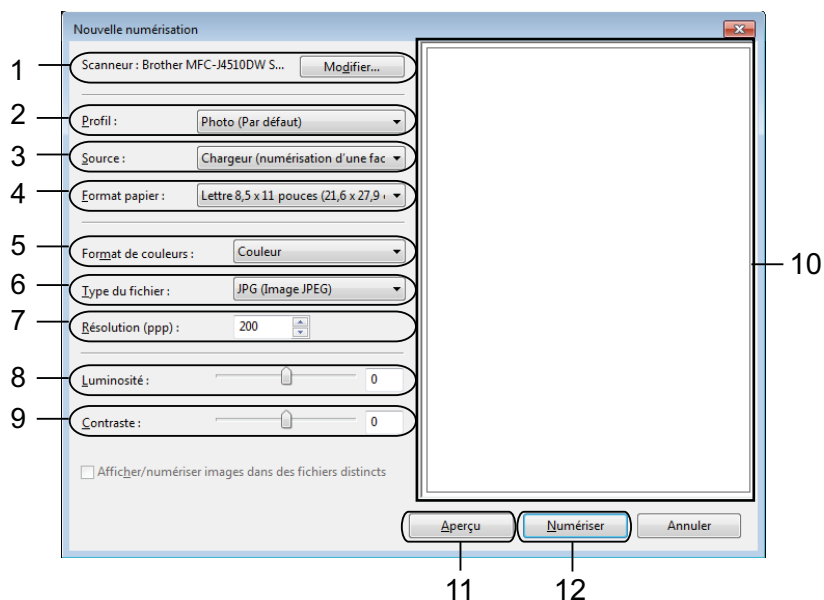 Nouvelle numérisation
1 Scanneur : Brother MFC-J4510DW S... Modifier...
2 Profil : Photo (Par défaut)
3 Source : Chargeur (numérisation d'une fac
4 Format papier : Lettre 8,5 x 11 pouces (21,6 x 27,9
5 Format de couleurs : Couleur
6 Type du fichier : JPG (Image JPEG)
7 Résolution (ppp) : 200
8 Luminosité : 0
9 Contraste : 0
10
Afficher/numériser images dans des fichiers distincts
Aperçu Numériser Annuler
11 12